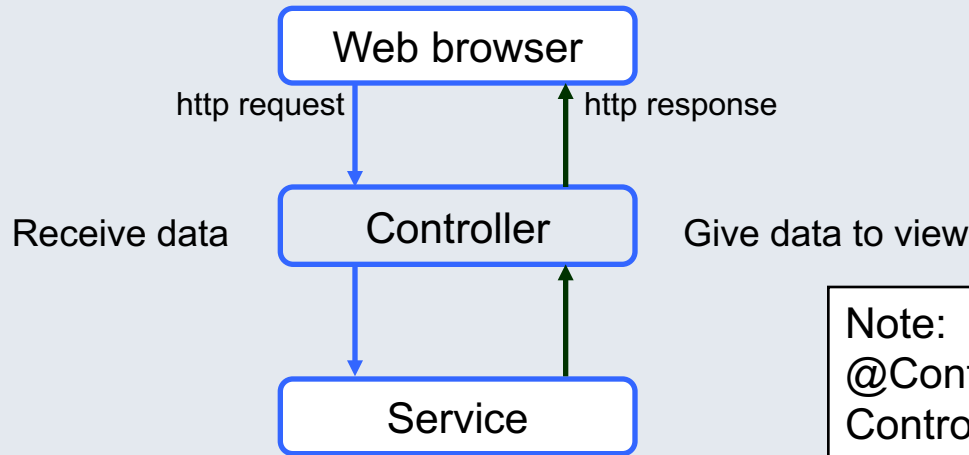 Web browser
http request
http response
Receive data
Controller
Give data to view
Note:
Service